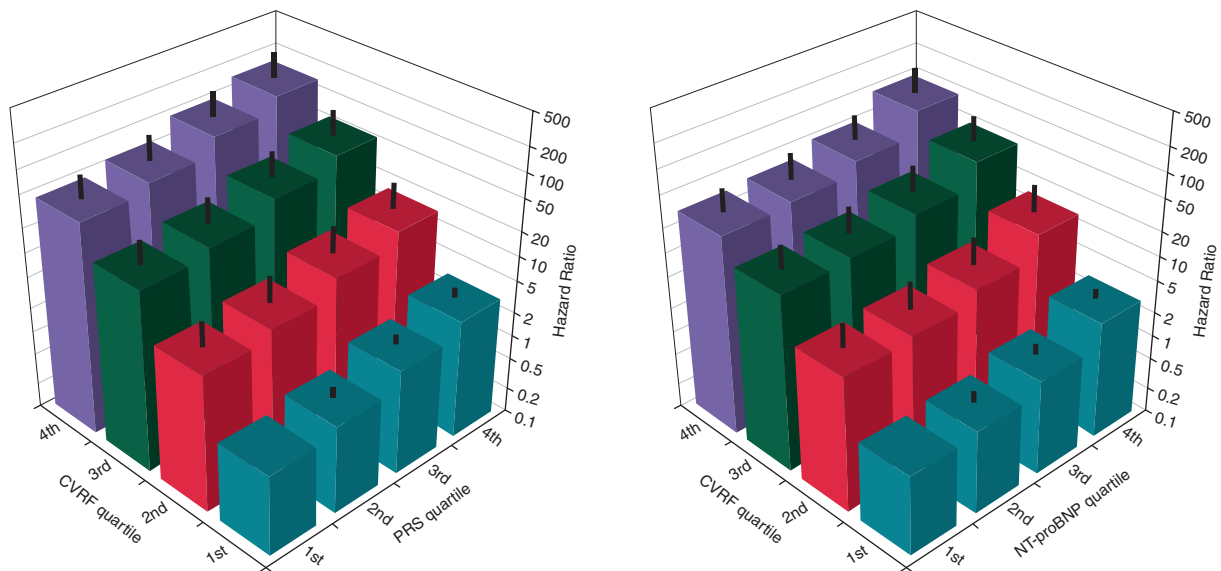 500
200
100
50
20
10
5
2
1
0.5
0.2
0.1
Hazard Ratio
4th
3rd
2nd
1st
CVRF quartile
1st
2nd
3rd
4th
PRS quartile
500
200
100
50
20
10
5
2
1
0.5
0.2
0.1
Hazard Ratio
4th
3rd
2nd
1st
CVRF quartile
1st
2nd
3rd
4th
NT-proBNP quartile